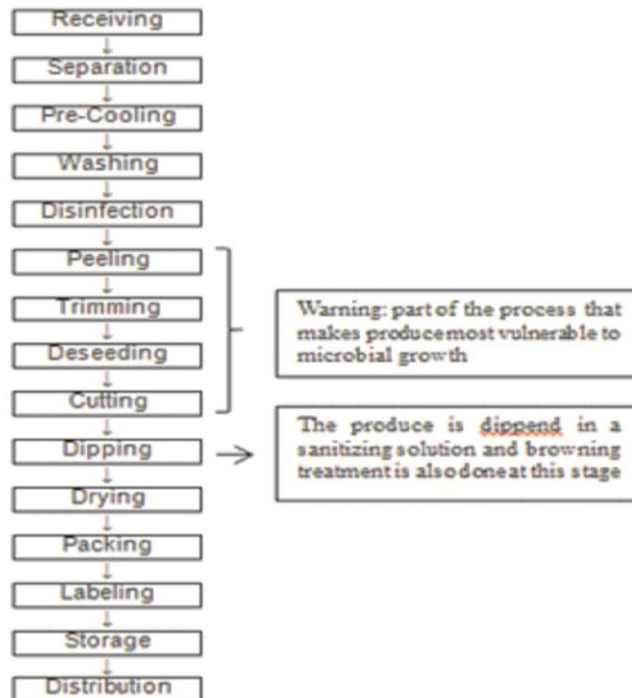 Receiving
Separation
Pre-Cooling
Washing
Disinfection
Peeling
Trimming
Deseeding
Cutting
Dipping
Drying
Packing
Labeling
Storage
Distribution
Warning: part of the process that
makes produce most vulnerable to
microbial growth
The produce is dippend in a
sanitizing solution and browning
treatment is also done at this stage